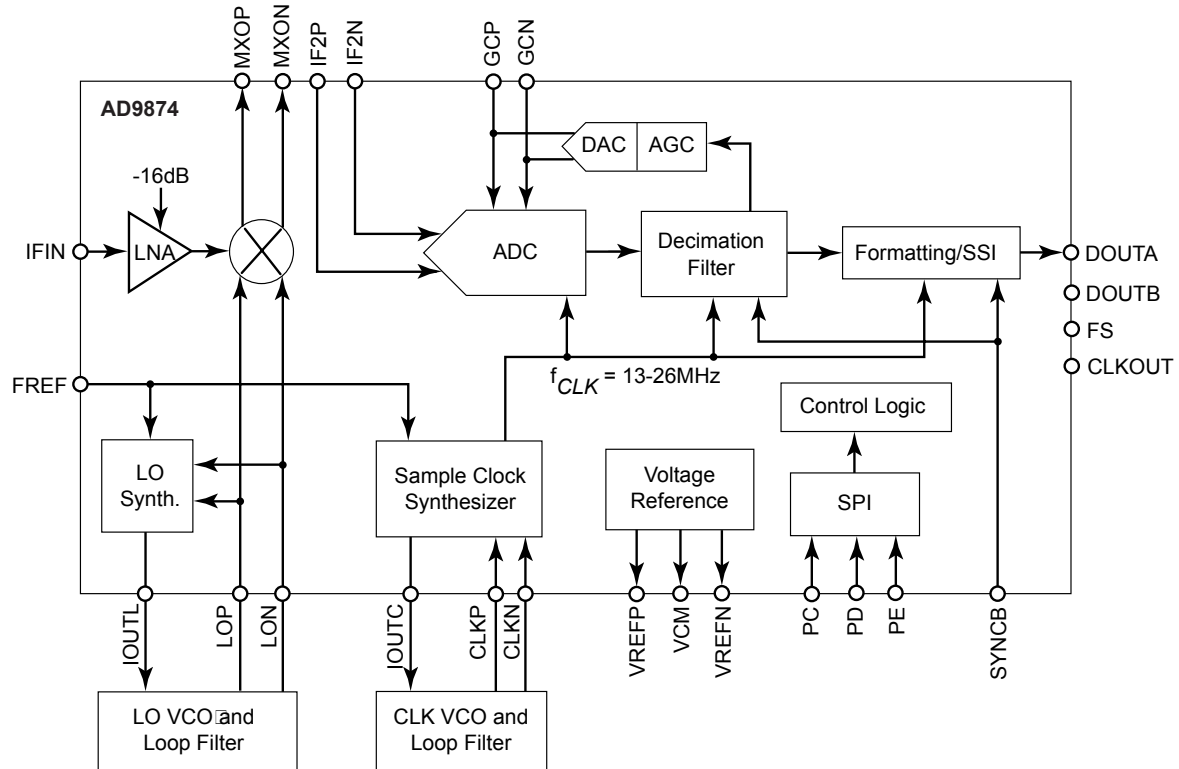 MXOP
MXON
IF2P
IF2N
GCP
GCN
AD9874
DAC
AGC
-16dB
IFIN
LNA
ADC
Decimation
Filter
Formatting/SSI
DOUTA
DOUTB
FS
CLKOUT
FREF
fCLK = 13-26MHz
Control Logic
LO
Synth.
Sample Clock
Synthesizer
Voltage
Reference
SPI
IOUTL
LOP
LON
IOUTC
CLKP
CLKN
VREFP
VCM
VREFN
PC
PD
PE
SYNCB
LO VCO and
Loop Filter
CLK VCO and
Loop Filter